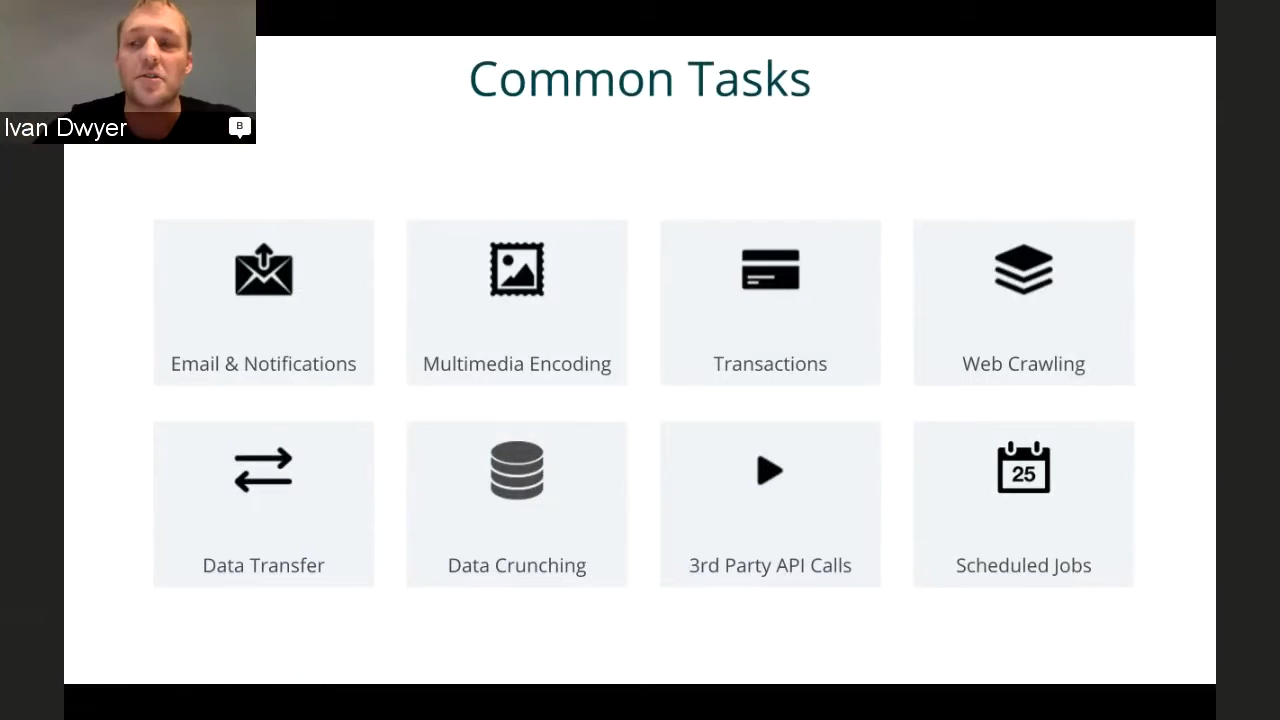 Common Tasks
Ivan Dwyer
B
Email & Notifications
Multimedia Encoding
Transactions
Web Crawling
Data Transfer
Data Crunching
3rd Party API Calls
25
Scheduled Jobs